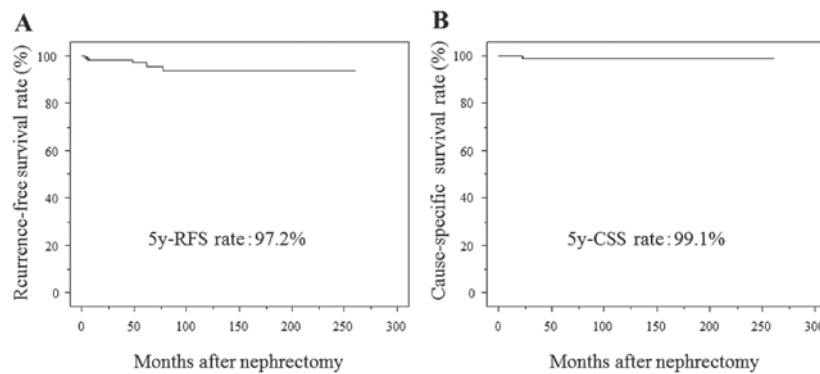 A
Rcurrence-free survival rate (%)
100
80
60
40
20
0
5y-RFS rate:97.2%
0 50 100 150 200 250 300
Months after nephrectomy
B
Cause-specific survival rate (%)
100
80
60
40
20
0
5y-CSS rate:99.1%
0 50 100 150 200 250 300
Months after nephrectomy